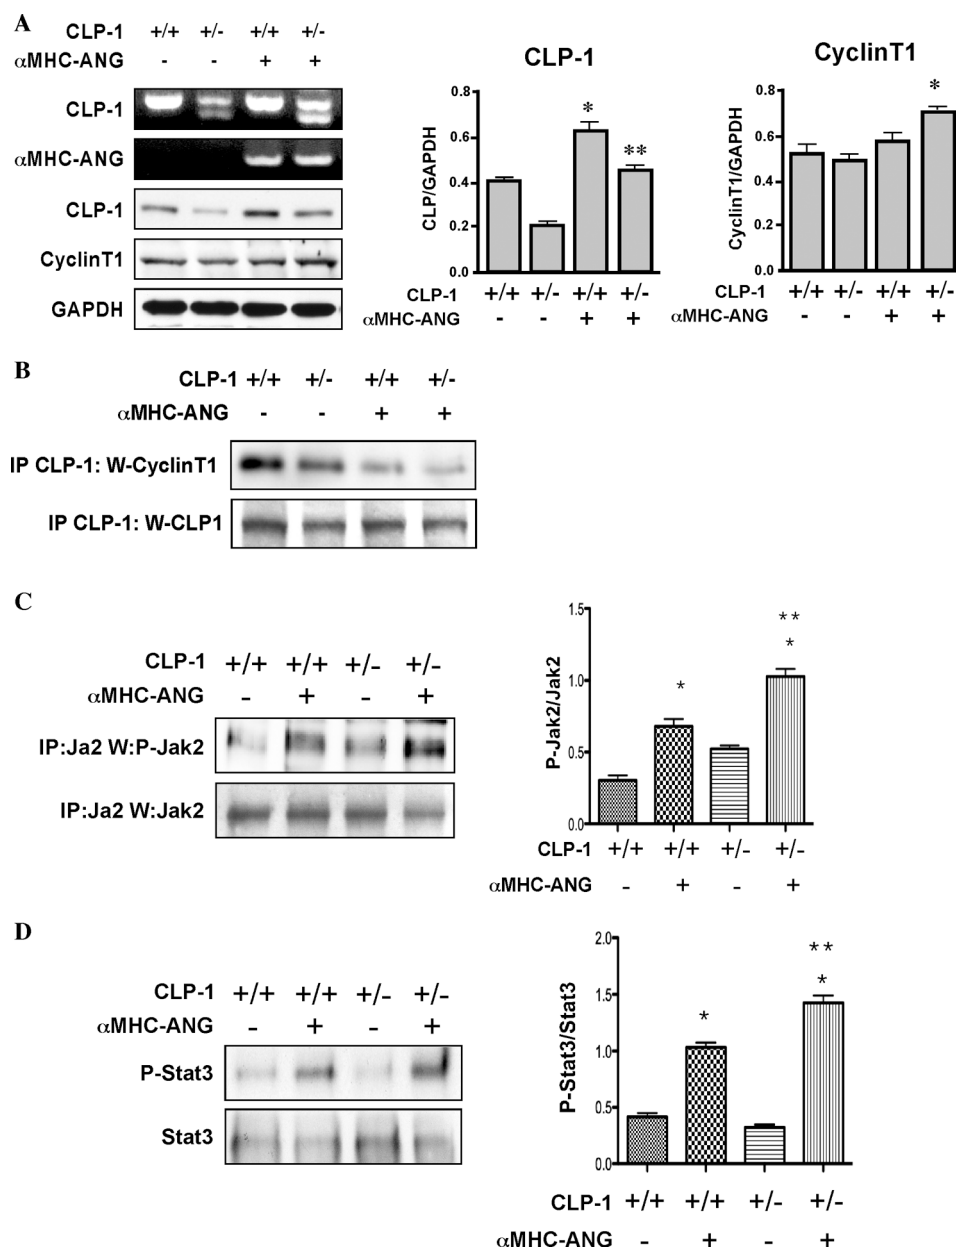 A
CLP-1 +/+ +/- +/+ +/-
αMHC-ANG - - + +
CLP-1
αMHC-ANG
CLP-1
CyclinT1
GAPDH
CLP-1
CLP/GAPDH
0.8
0.6
0.4
0.2
0.0
*
**
CLP-1 +/+ +/- +/+ +/-
αMHC-ANG - - + +
CyclinT1
CyclinT1/GAPDH
0.8
0.6
0.4
0.2
0.0
*
CLP-1 +/+ +/- +/+ +/-
αMHC-ANG - - + +
B
CLP-1 +/+ +/- +/+ +/-
αMHC-ANG - - + +
IP CLP-1: W-CyclinT1
IP CLP-1: W-CLP1
C
CLP-1 +/+ +/+ +/- +/-
αMHC-ANG - + - +
IP:Ja2 W:P-Jak2
IP:Ja2 W:Jak2
P-Jak2/Jak2
1.5
1.0
0.5
0.0
*
**
*
CLP-1 +/+ +/+ +/- +/-
αMHC-ANG - + - +
D
CLP-1 +/+ +/+ +/- +/-
αMHC-ANG - + - +
P-Stat3
Stat3
P-Stat3/Stat3
2.0
1.5
1.0
0.5
0.0
*
**
*
CLP-1 +/+ +/+ +/- +/-
αMHC-ANG - + - +